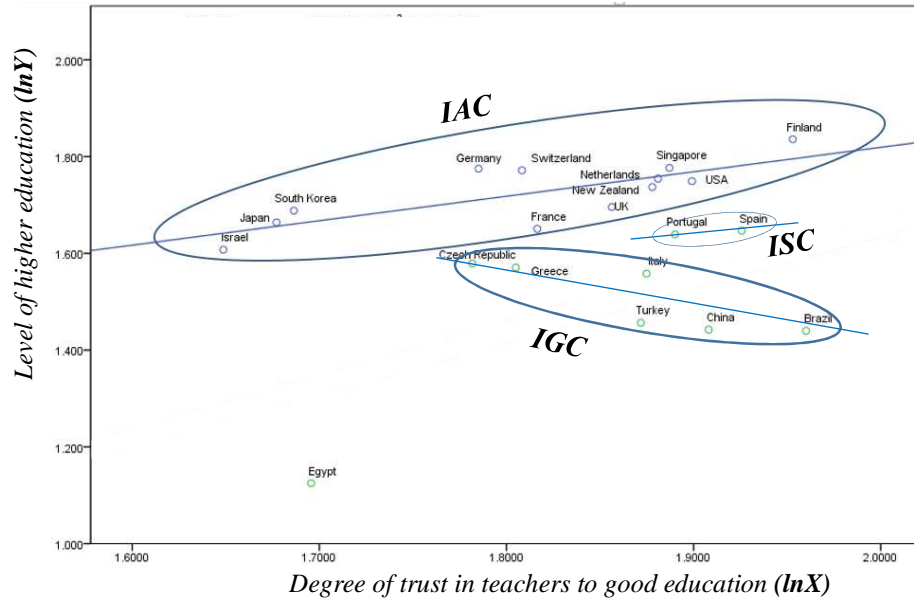 2.000
1.800
1.600
1.400
1.200
1.000
1.6000
1.7000
1.8000
1.9000
2.0000
Level of higher education (lnY)
Degree of trust in teachers to good education (lnX)
IAC
Finland
Germany
Switzerland
Singapore
Netherlands
USA
New Zealand
South Korea
UK
Japan
France
Israel
Portugal
Spain
ISC
Czech Republic
Greece
Italy
Turkey
China
Brazil
IGC
Egypt